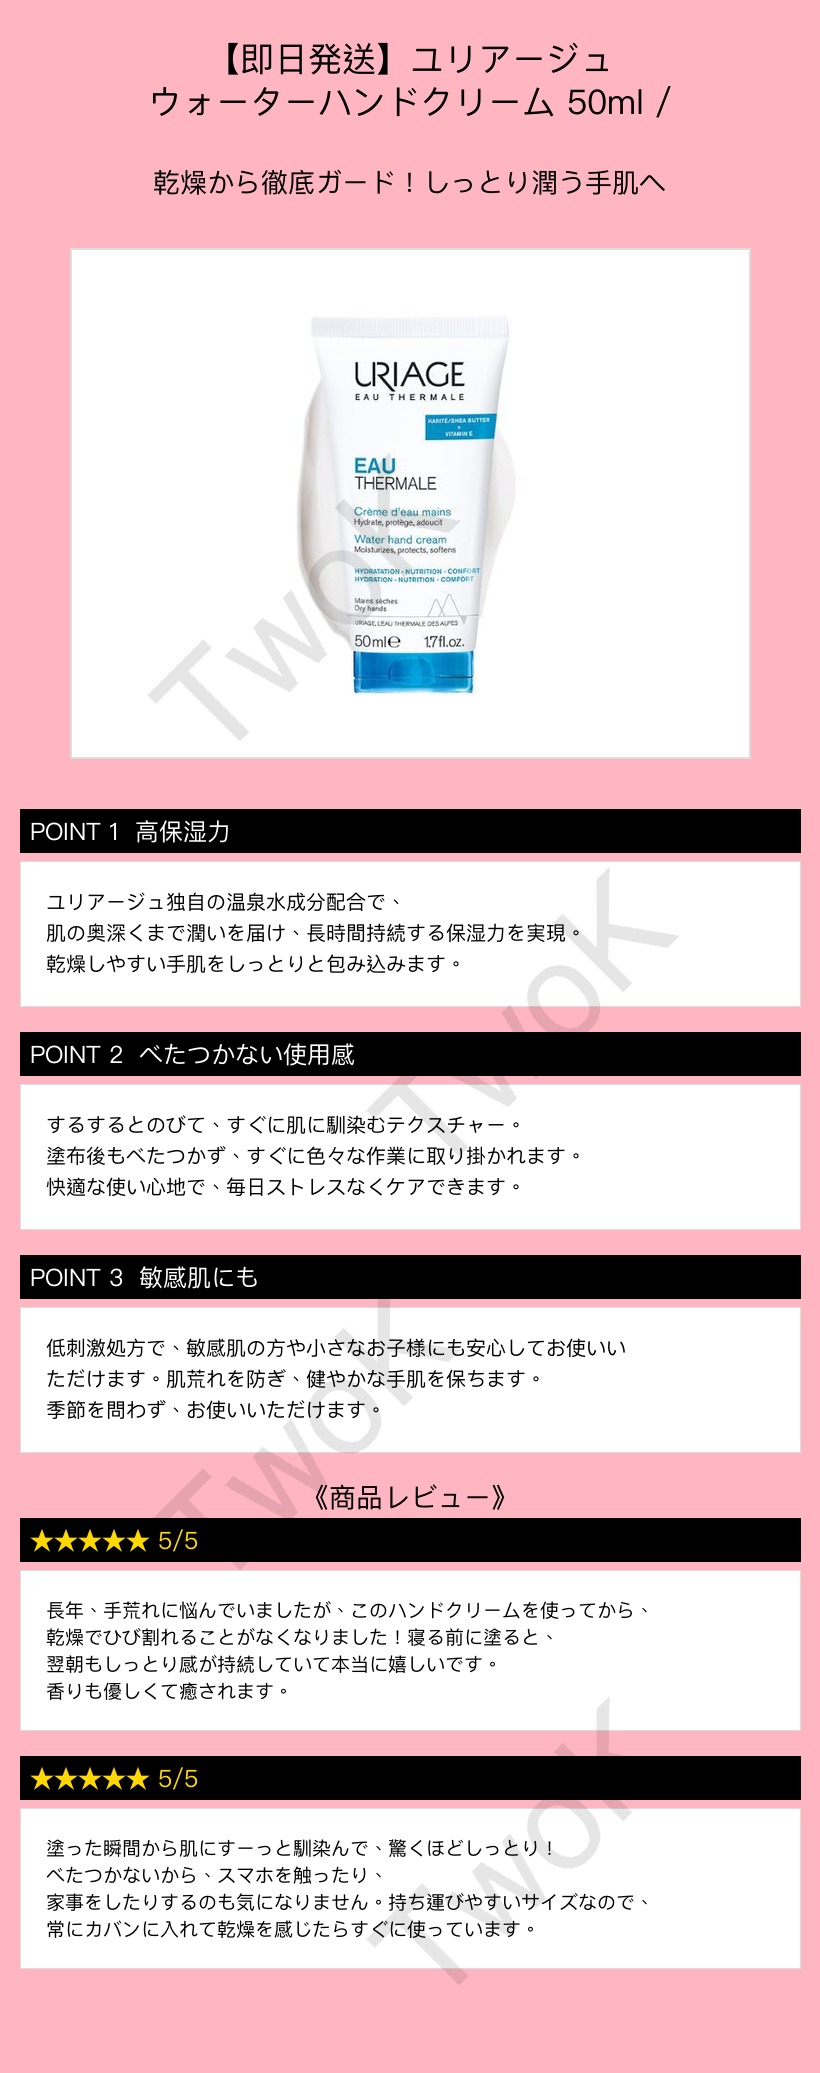 【即日発送】ユリアージュ
ウォーターハンドクリーム 50ml /
乾燥から徹底ガード！しっとり潤う手肌へ
URIAGE
EAU THERMALE
KARITÉ/SHEA BUTTER
+
VITAMIN E
EAU
THERMALE
Crème d'eau mains
Hydrate, protège, adoucit
Water hand cream
Moisturizes, protects, softens
HYDRATATION - NUTRITION - CONFORT
HYDRATION - NUTRITION - COMFORT
Mains sèches
Dry hands
URIAGE, L'EAU THERMALE DES ALPES
50ml℮ 1.7fl.oz.
TwoK
POINT 1 高保湿力
ユリアージュ独自の温泉水成分配合で、
肌の奥深くまで潤いを届け、長時間持続する保湿力を実現。
乾燥しやすい手肌をしっとりと包み込みます。
TwoK
POINT 2 べたつかない使用感
するするとのびて、すぐに肌に馴染むテクスチャー。
塗布後もべたつかず、すぐに色々な作業に取り掛かれます。
快適な使い心地で、毎日ストレスなくケアできます。
POINT 3 敏感肌にも
低刺激処方で、敏感肌の方や小さなお子様にも安心してお使いい
ただけます。肌荒れを防ぎ、健やかな手肌を保ちます。
季節を問わず、お使いいただけます。
TwoK
《商品レビュー》
★★★★★ 5/5
長年、手荒れに悩んでいましたが、このハンドクリームを使ってから、
乾燥でひび割れることがなくなりました！寝る前に塗ると、
翌朝もしっとり感が持続していて本当に嬉しいです。
香りも優しくて癒されます。
★★★★★ 5/5
塗った瞬間から肌にすーっと馴染んで、驚くほどしっとり！
べたつかないから、スマホを触ったり、
家事をしたりするのも気になりません。持ち運びやすいサイズなので、
常にカバンに入れて乾燥を感じたらすぐに使っています。
TwoK